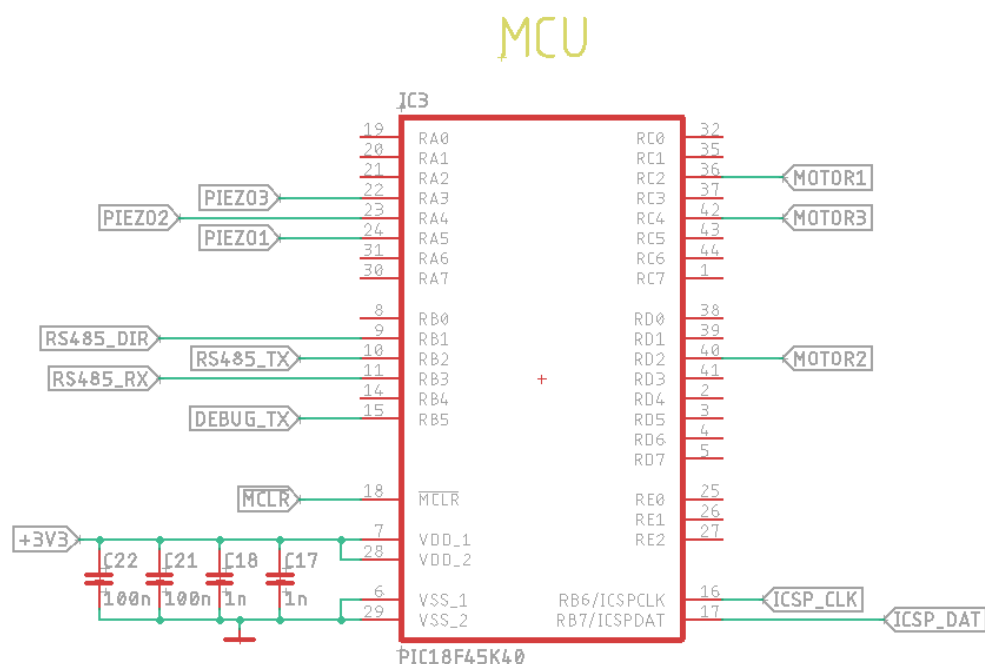 MCU
IC3
19 RA0 RC0 32
20 RA1 RC1 35
21 RA2 RC2 36 MOTOR1
PIEZO3 22 RA3 RC3 37
PIEZO2 23 RA4 RC4 42 MOTOR3
PIEZO1 24 RA5 RC5 43
31 RA6 RC6 44
30 RA7 RC7 1
8 RB0 RD0 38
RS485_DIR 9 RB1 RD1 39
RS485_TX 10 RB2 RD2 40 MOTOR2
RS485_RX 11 RB3 RD3 41
14 RB4 RD4 2
DEBUG_TX 15 RB5 RD5 3
RD6 4
RD7 5
MCLR 18 MCLR RE0 25
RE1 26
+3V3 7 VDD_1 RE2 27
C22 C21 C18 C17 28 VDD_2
100n 100n 1n 1n 6 VSS_1 RB6/ICSPCLK 16 ICSP_CLK
29 VSS_2 RB7/ICSPDAT 17 ICSP_DAT
PIC18F45K40